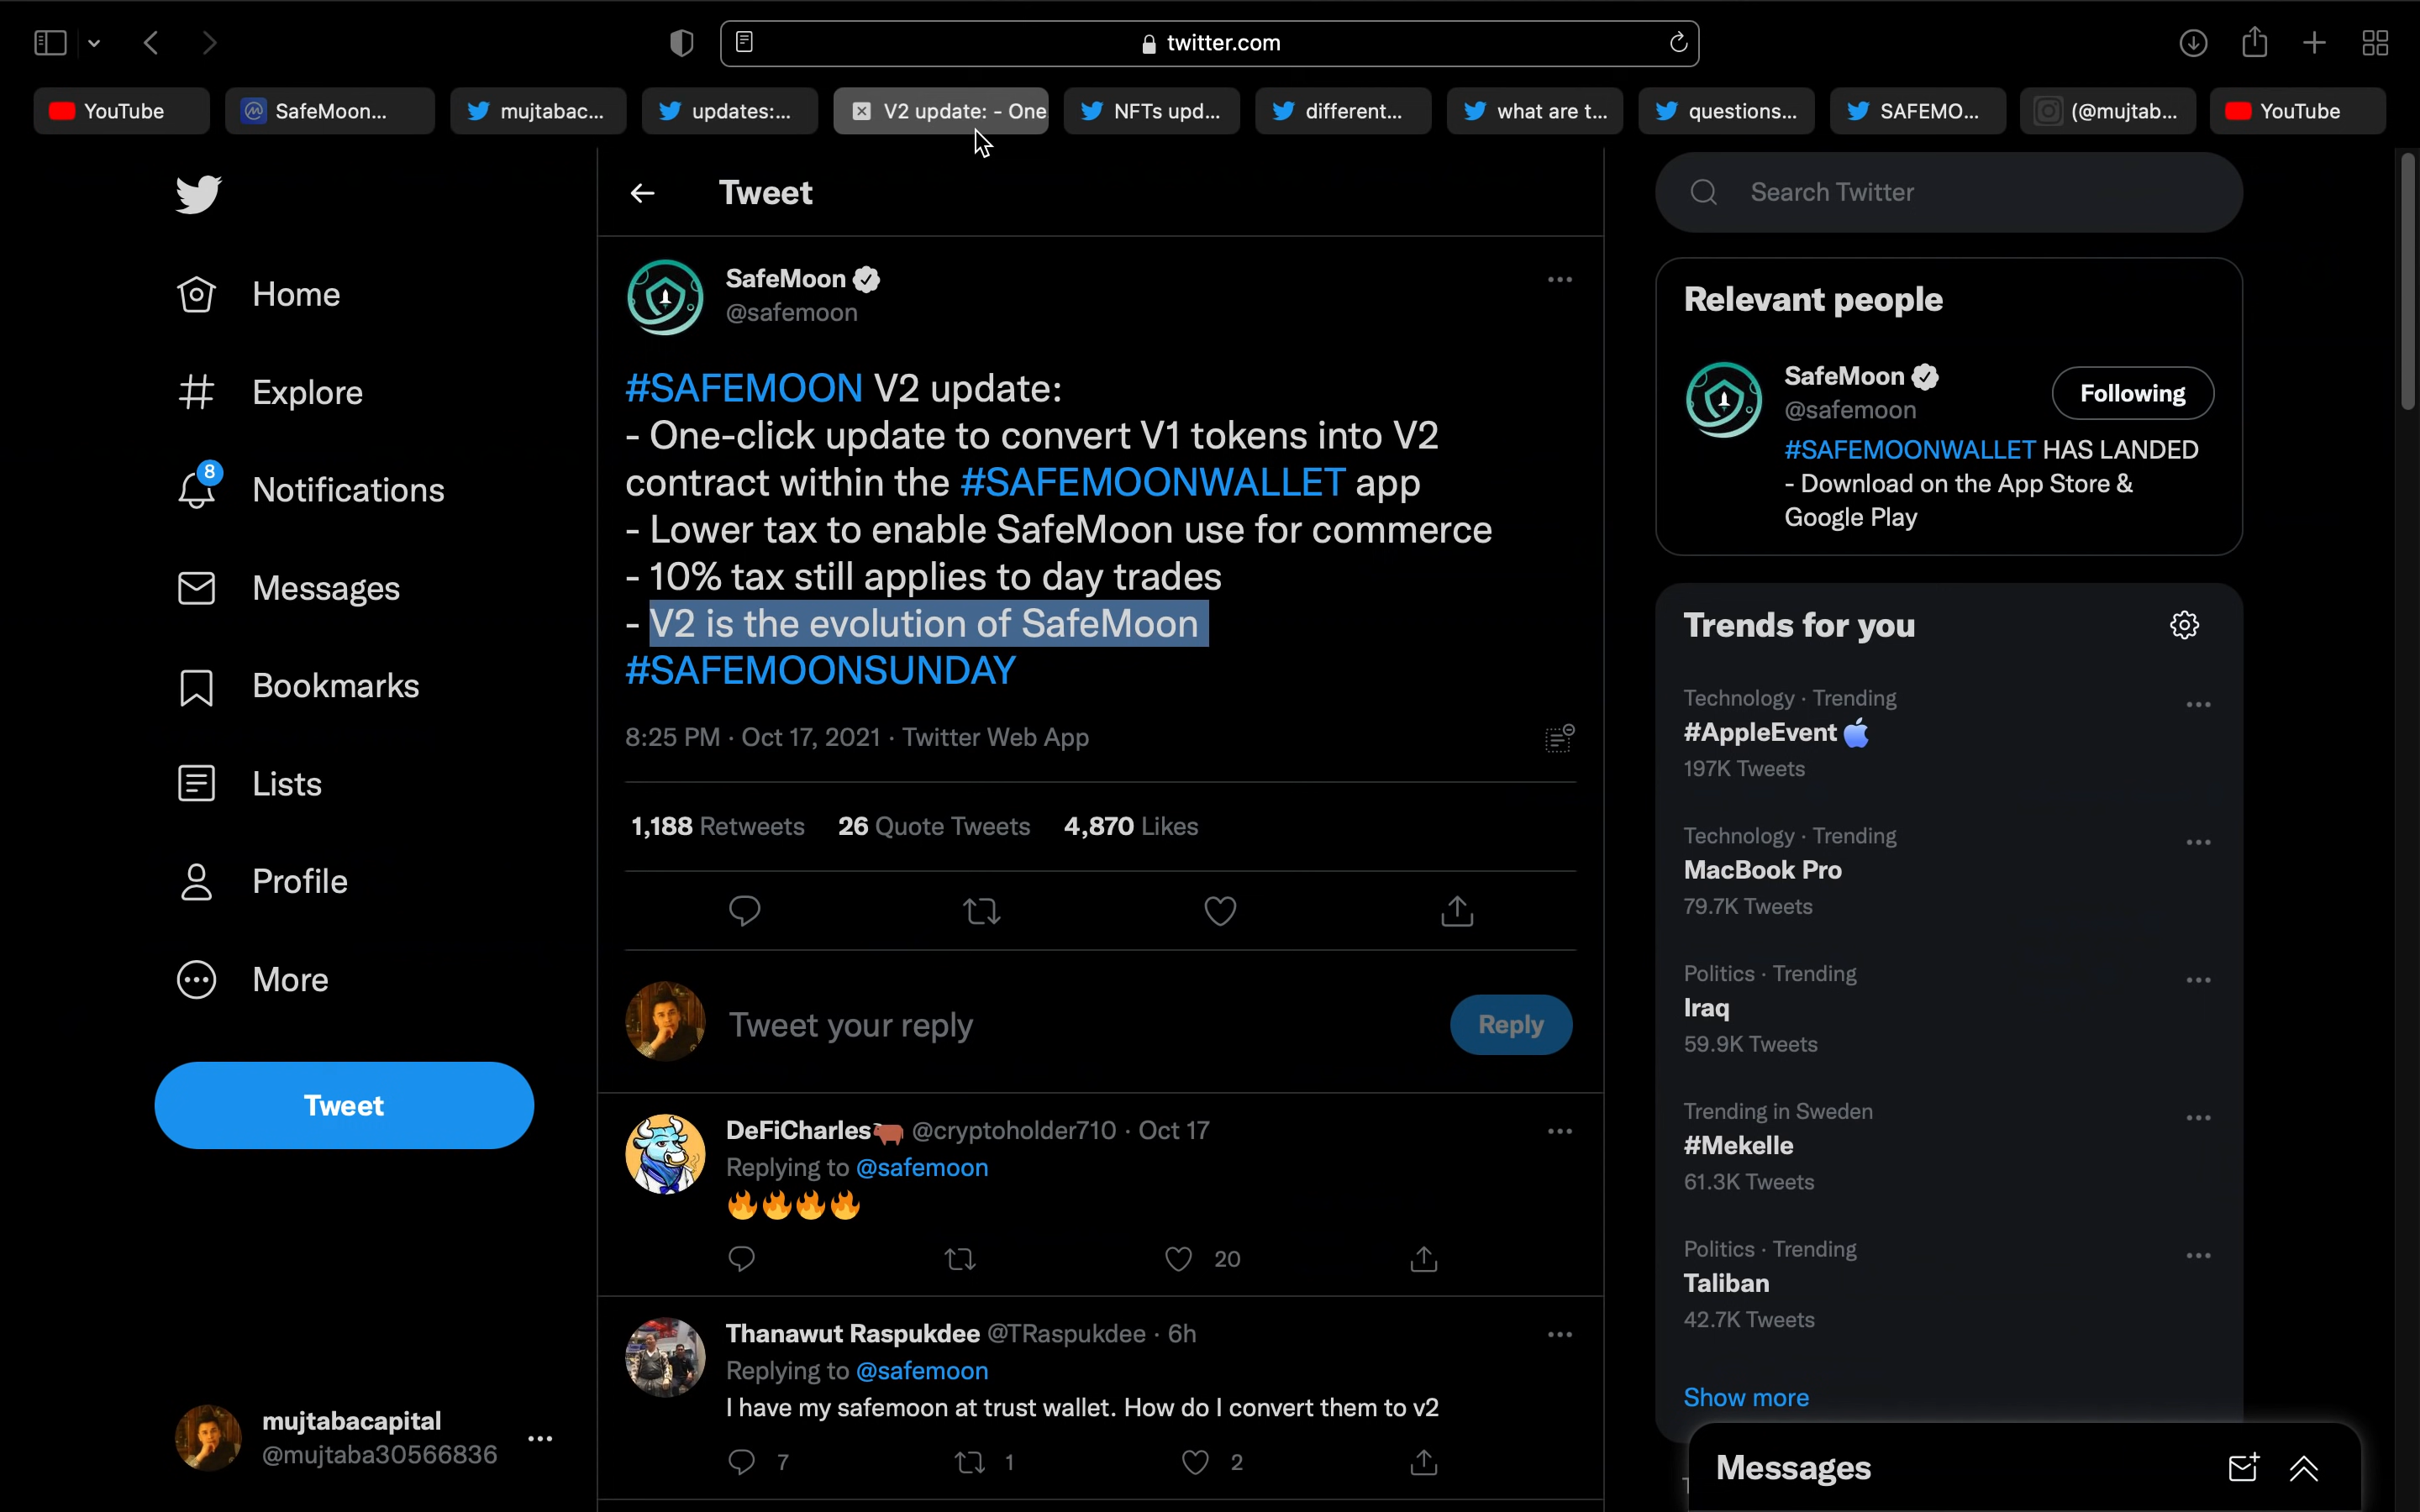 twitter.com
YouTube
SafeMoon...
mujtabac...
updates:...
V2 update: - One
NFTs upd...
different...
what are t...
questions...
SAFEMO...
(@mujtab...
YouTube
Home
Explore
8
Notifications
Messages
Bookmarks
Lists
Profile
More
Tweet
mujtabacapital
@mujtaba30566836
Tweet
SafeMoon
@safemoon
#SAFEMOON V2 update:
- One-click update to convert V1 tokens into V2
contract within the #SAFEMOONWALLET app
- Lower tax to enable SafeMoon use for commerce
- 10% tax still applies to day trades
- V2 is the evolution of SafeMoon
#SAFEMOONSUNDAY
8:25 PM · Oct 17, 2021 · Twitter Web App
1,188 Retweets 26 Quote Tweets 4,870 Likes
Tweet your reply
Reply
DeFiCharles🐂 @cryptoholder710 · Oct 17
Replying to @safemoon
🔥🔥🔥🔥
20
Thanawut Raspukdee @TRaspukdee · 6h
Replying to @safemoon
I have my safemoon at trust wallet. How do I convert them to v2
7 1 2
Search Twitter
Relevant people
SafeMoon
@safemoon
Following
#SAFEMOONWALLET HAS LANDED
- Download on the App Store &
Google Play
Trends for you
Technology · Trending
#AppleEvent
197K Tweets
Technology · Trending
MacBook Pro
79.7K Tweets
Politics · Trending
Iraq
59.9K Tweets
Trending in Sweden
#Mekelle
61.3K Tweets
Politics · Trending
Taliban
42.7K Tweets
Show more
Messages